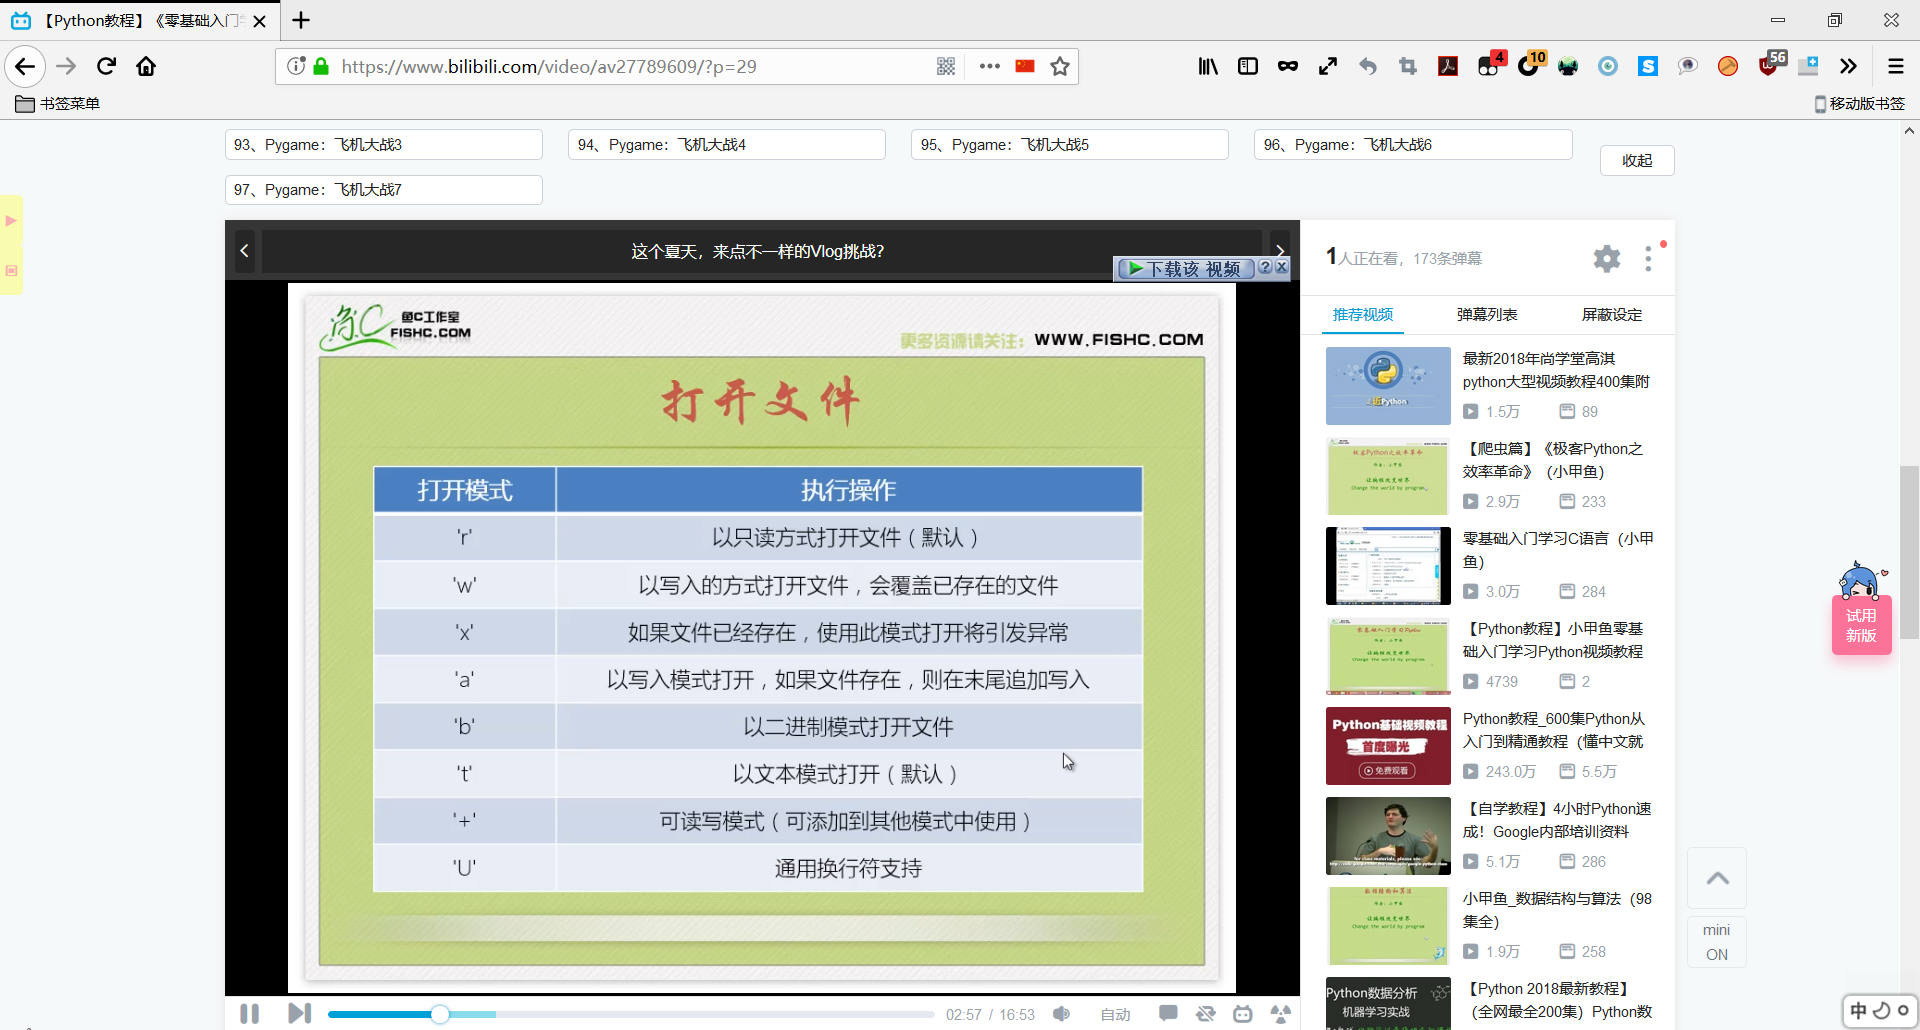 【Python教程】《零基础入门
https://www.bilibili.com/video/av27789609/?p=29
4
10
56
书签菜单
移动版书签
93、Pygame：飞机大战3
94、Pygame：飞机大战4
95、Pygame：飞机大战5
96、Pygame：飞机大战6
收起
97、Pygame：飞机大战7
这个夏天，来点不一样的Vlog挑战?
下载该 视频
鱼C工作室
FISHC.COM
更多资源请关注：WWW.FISHC.COM
打开文件
打开模式 执行操作
'r' 以只读方式打开文件（默认）
'w' 以写入的方式打开文件，会覆盖已存在的文件
'x' 如果文件已经存在，使用此模式打开将引发异常
'a' 以写入模式打开，如果文件存在，则在末尾追加写入
'b' 以二进制模式打开文件
't' 以文本模式打开（默认）
'+' 可读写模式（可添加到其他模式中使用）
'U' 通用换行符支持
02:57 / 16:53
自动
1人正在看，173条弹幕
推荐视频
弹幕列表
屏蔽设定
最新2018年尚学堂高淇
python大型视频教程400集附
1.5万 89
【爬虫篇】《极客Python之
效率革命》（小甲鱼）
2.9万 233
零基础入门学习C语言（小甲
鱼）
3.0万 284
【Python教程】小甲鱼零基
础入门学习Python视频教程
4739 2
Python基础视频教程
首度曝光
免费观看
Python教程_600集Python从
入门到精通教程（懂中文就
243.0万 5.5万
【自学教程】4小时Python速
成！Google内部培训资料
5.1万 286
小甲鱼_数据结构与算法（98
集全）
1.9万 258
Python数据分析
机器学习实战
【Python 2018最新教程】
（全网最全200集）Python数
试用
新版
mini
ON
中